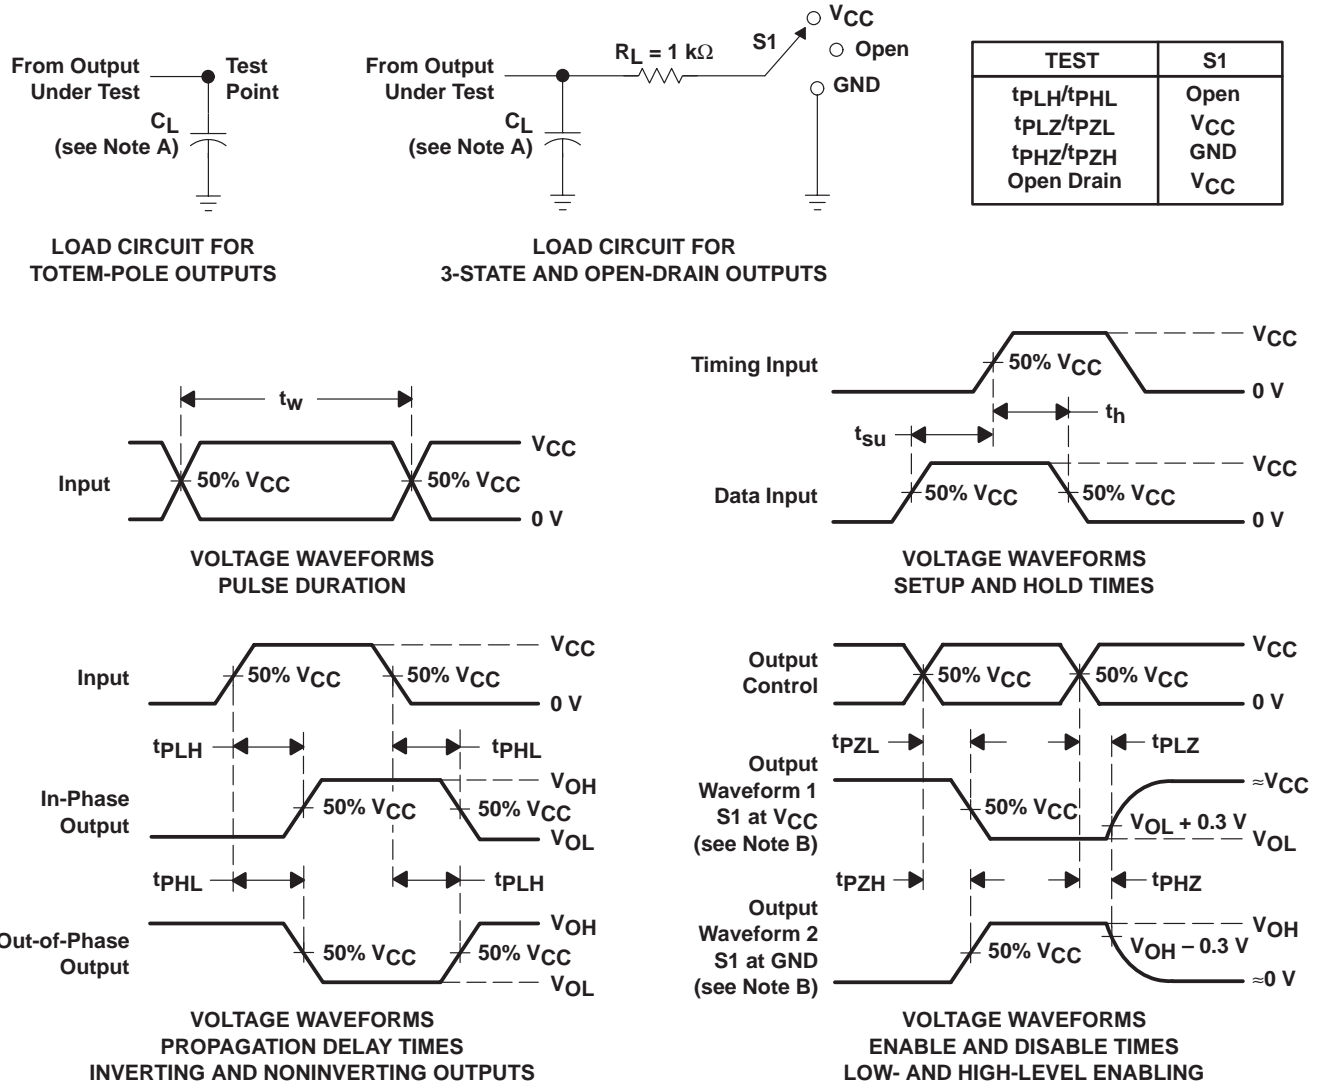 From Output
Under Test
Test
Point
CL
(see Note A)
LOAD CIRCUIT FOR
TOTEM-POLE OUTPUTS
From Output
Under Test
CL
(see Note A)
RL = 1 kΩ
S1
VCC
Open
GND
LOAD CIRCUIT FOR
3-STATE AND OPEN-DRAIN OUTPUTS
TEST S1
tPLH/tPHL Open
tPLZ/tPZL VCC
tPHZ/tPZH GND
Open Drain VCC
tw
Input
50% VCC
50% VCC
VCC
0 V
VOLTAGE WAVEFORMS
PULSE DURATION
Timing Input
50% VCC
VCC
0 V
th
tsu
Data Input
50% VCC
50% VCC
VCC
0 V
VOLTAGE WAVEFORMS
SETUP AND HOLD TIMES
Input
50% VCC
50% VCC
VCC
0 V
tPLH
tPHL
In-Phase
Output
50% VCC
50% VCC
VOH
VOL
tPHL
tPLH
Out-of-Phase
Output
50% VCC
50% VCC
VOH
VOL
VOLTAGE WAVEFORMS
PROPAGATION DELAY TIMES
INVERTING AND NONINVERTING OUTPUTS
Output
Control
50% VCC
50% VCC
VCC
0 V
tPZL
tPLZ
Output
Waveform 1
S1 at VCC
(see Note B)
50% VCC
VOL + 0.3 V
≈VCC
VOL
tPZH
tPHZ
Output
Waveform 2
S1 at GND
(see Note B)
50% VCC
VOH − 0.3 V
VOH
≈0 V
VOLTAGE WAVEFORMS
ENABLE AND DISABLE TIMES
LOW- AND HIGH-LEVEL ENABLING